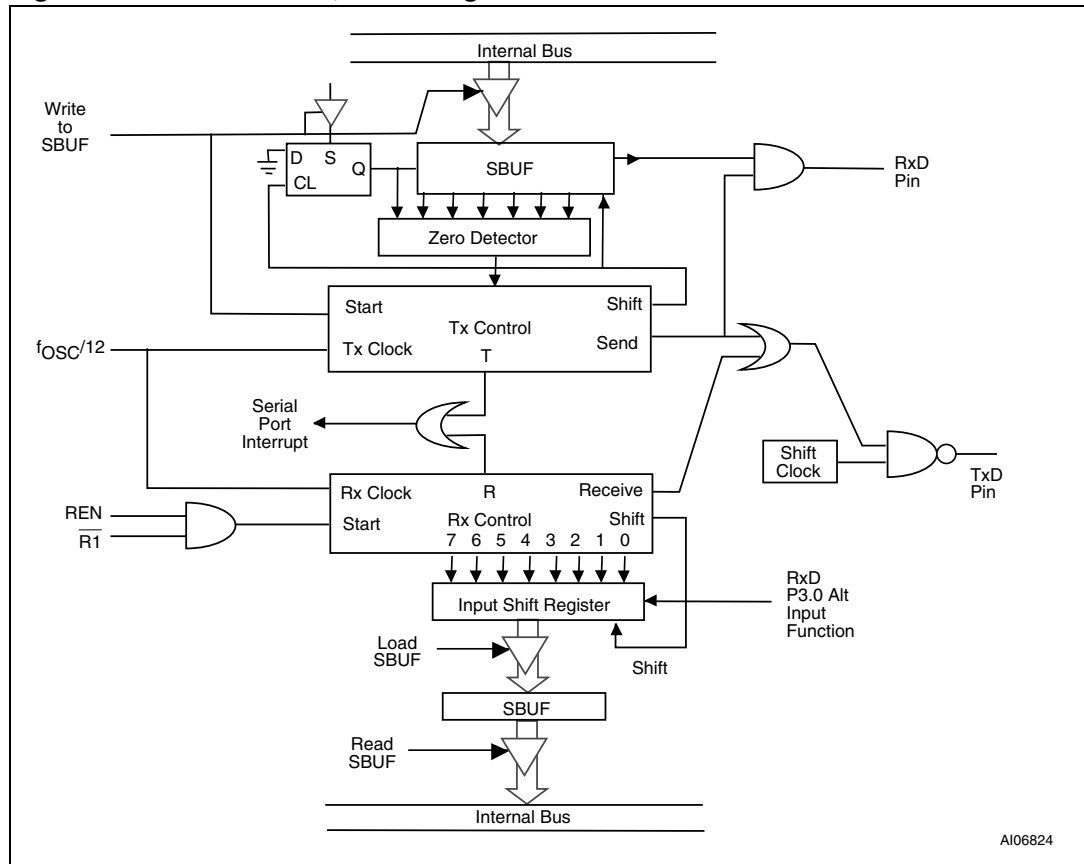 Internal Bus
Write
to
SBUF
D S
Q
CL
SBUF
RxD
Pin
Zero Detector
Start
Shift
Tx Control
fOSC/12
Tx Clock
Send
T
Serial
Port
Interrupt
Shift
Clock
TxD
Pin
Rx Clock
R
Receive
REN
R1
Start
Rx Control
Shift
7 6 5 4 3 2 1 0
Input Shift Register
RxD
P3.0 Alt
Input
Function
Load
SBUF
Shift
SBUF
Read
SBUF
Internal Bus
AI06824